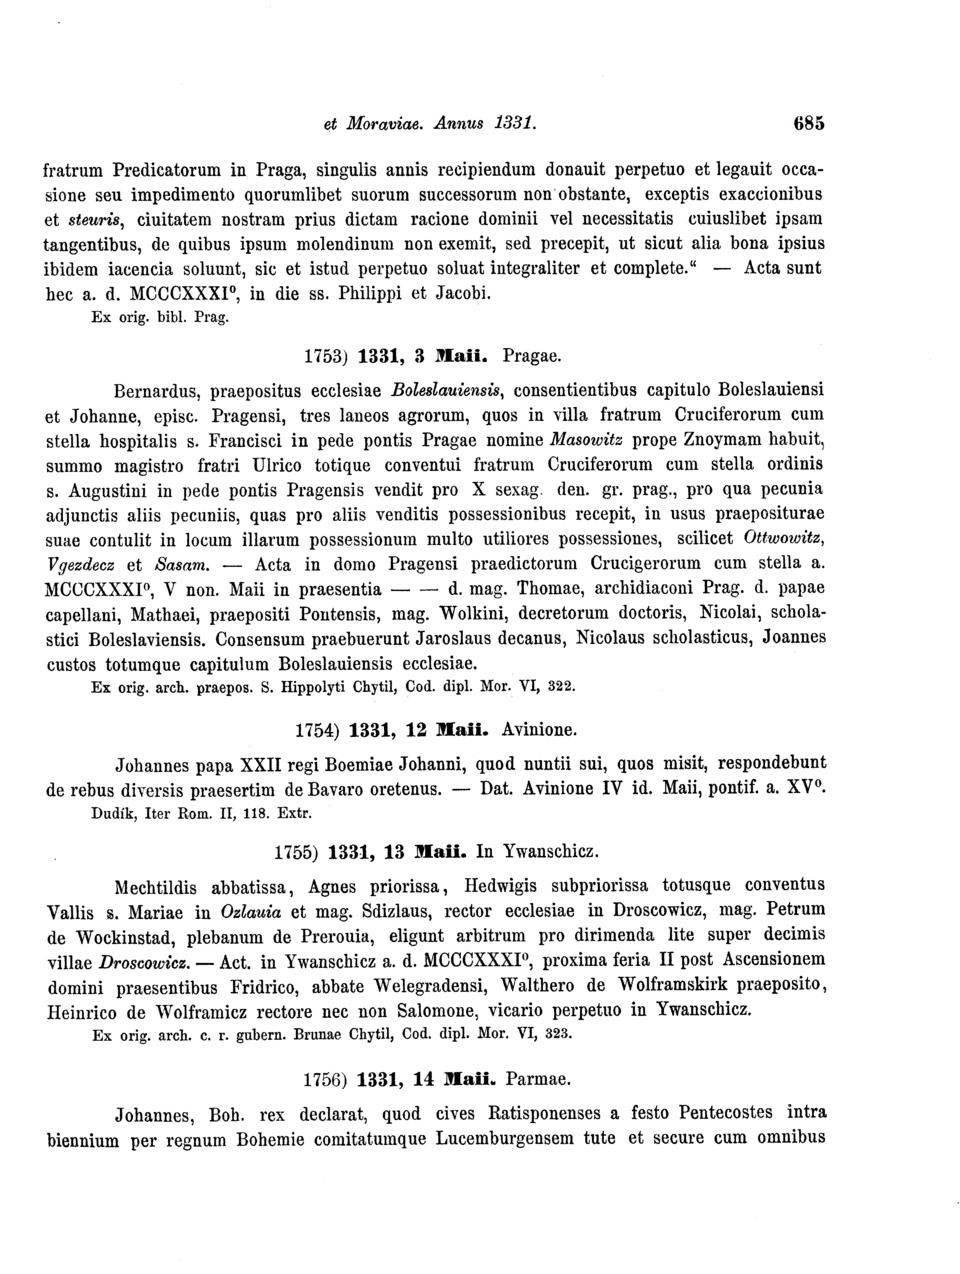 et Moraviae. Annus 1331. 685
fratrum Predicatorum in Praga, singulis annis recipiendum donauit perpetuo et legauit occa-
sione seu impedimento quorumlibet suorum successorum non obstante, exceptis exaccionibus
et steuris, ciuitatem nostram prius dictam racione dominii vel necessitatis cuiuslibet ipsam
tangentibus, de quibus ipsum molendinum non exemit, sed precepit, ut sicut alia bona ipsius
ibidem iacencia soluunt, sic et istud perpetuo soluat integraliter et complete.“ — Acta sunt
hec a. d. MCCCXXXI⁰, in die ss. Philippi et Jacobi.
Ex orig. bibl. Prag.
1753) 1331, 3 Maii. Pragae.
Bernardus, praepositus ecclesiae Boleslauiensis, consentientibus capitulo Boleslauiensi
et Johanne, episc. Pragensi, tres laneos agrorum, quos in villa fratrum Cruciferorum cum
stella hospitalis s. Francisci in pede pontis Pragae nomine Masowitz prope Znoymam habuit,
summo magistro fratri Ulrico totique conventui fratrum Cruciferorum cum stella ordinis
s. Augustini in pede pontis Pragensis vendit pro X sexag. den. gr. prag., pro qua pecunia
adjunctis aliis pecuniis, quas pro aliis venditis possessionibus recepit, in usus praepositurae
suae contulit in locum illarum possessionum multo utiliores possessiones, scilicet Ottwowitz,
Vgezdecz et Sasam. — Acta in domo Pragensi praedictorum Crucigerorum cum stella a.
MCCCXXXI⁰, V non. Maii in praesentia — — d. mag. Thomae, archidiaconi Prag. d. papae
capellani, Mathaei, praepositi Pontensis, mag. Wolkini, decretorum doctoris, Nicolai, schola-
stici Boleslaviensis. Consensum praebuerunt Jaroslaus decanus, Nicolaus scholasticus, Joannes
custos totumque capitulum Boleslauiensis ecclesiae.
Ex orig. arch. praepos. S. Hippolyti Chytil, Cod. dipl. Mor. VI, 322.
1754) 1331, 12 Maii. Avinione.
Johannes papa XXII regi Boemiae Johanni, quod nuntii sui, quos misit, respondebunt
de rebus diversis praesertim de Bavaro oretenus. — Dat. Avinione IV id. Maii, pontif. a. XV⁰.
Dudík, Iter Rom. II, 118. Extr.
1755) 1331, 13 Maii. In Ywanschicz.
Mechtildis abbatissa, Agnes priorissa, Hedwigis subpriorissa totusque conventus
Vallis s. Mariae in Ozlauia et mag. Sdizlaus, rector ecclesiae in Droscowicz, mag. Petrum
de Wockinstad, plebanum de Prerouia, eligunt arbitrum pro dirimenda lite super decimis
villae Droscowicz. — Act. in Ywanschicz a. d. MCCCXXXI⁰, proxima feria II post Ascensionem
domini praesentibus Fridrico, abbate Welegradensi, Walthero de Wolframskirk praeposito,
Heinrico de Wolframicz rectore nec non Salomone, vicario perpetuo in Ywanschicz.
Ex orig. arch. c. r. gubern. Brunae Chytil, Cod. dipl. Mor. VI, 323.
1756) 1331, 14 Maii. Parmae.
Johannes, Boh. rex declarat, quod cives Ratisponenses a festo Pentecostes intra
biennium per regnum Bohemie comitatumque Lucemburgensem tute et secure cum omnibus